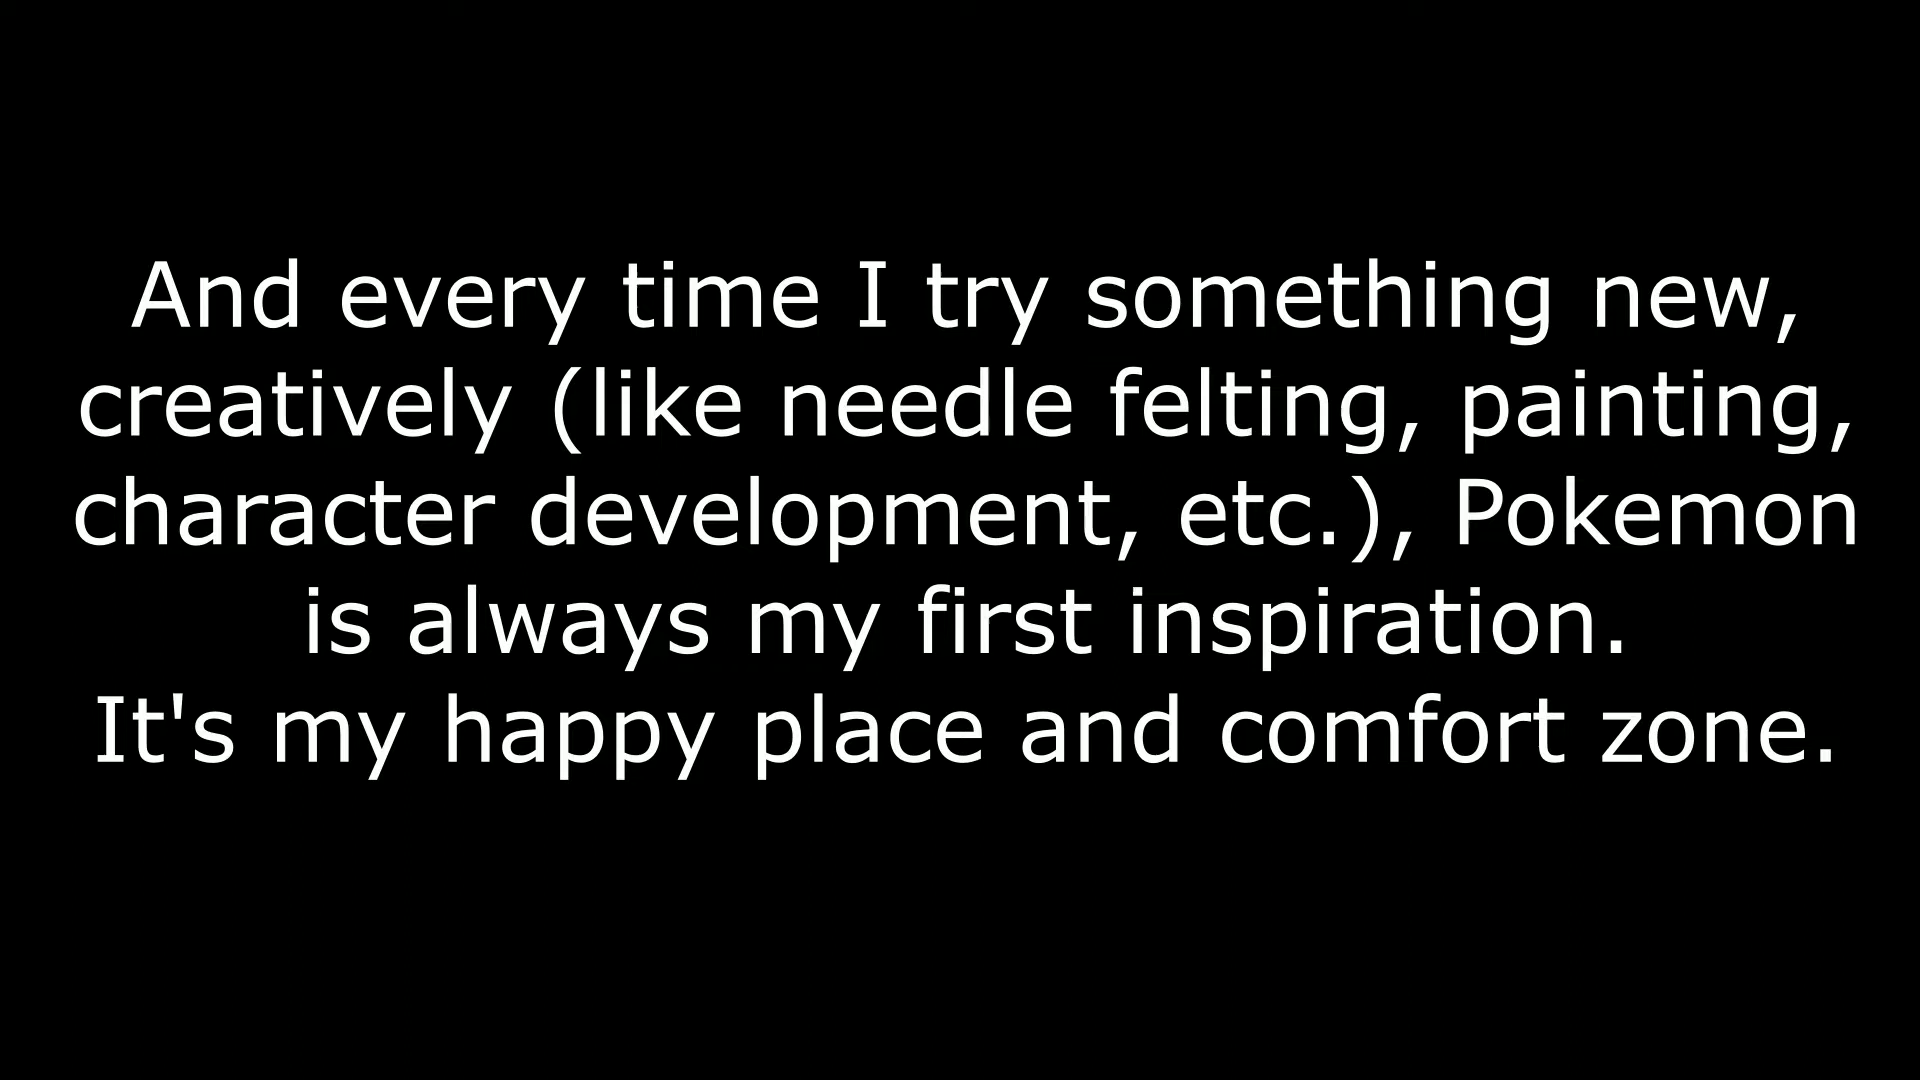 And every time I try something new,
creatively (like needle felting, painting,
character development, etc.), Pokemon
is always my first inspiration.
It's my happy place and comfort zone.